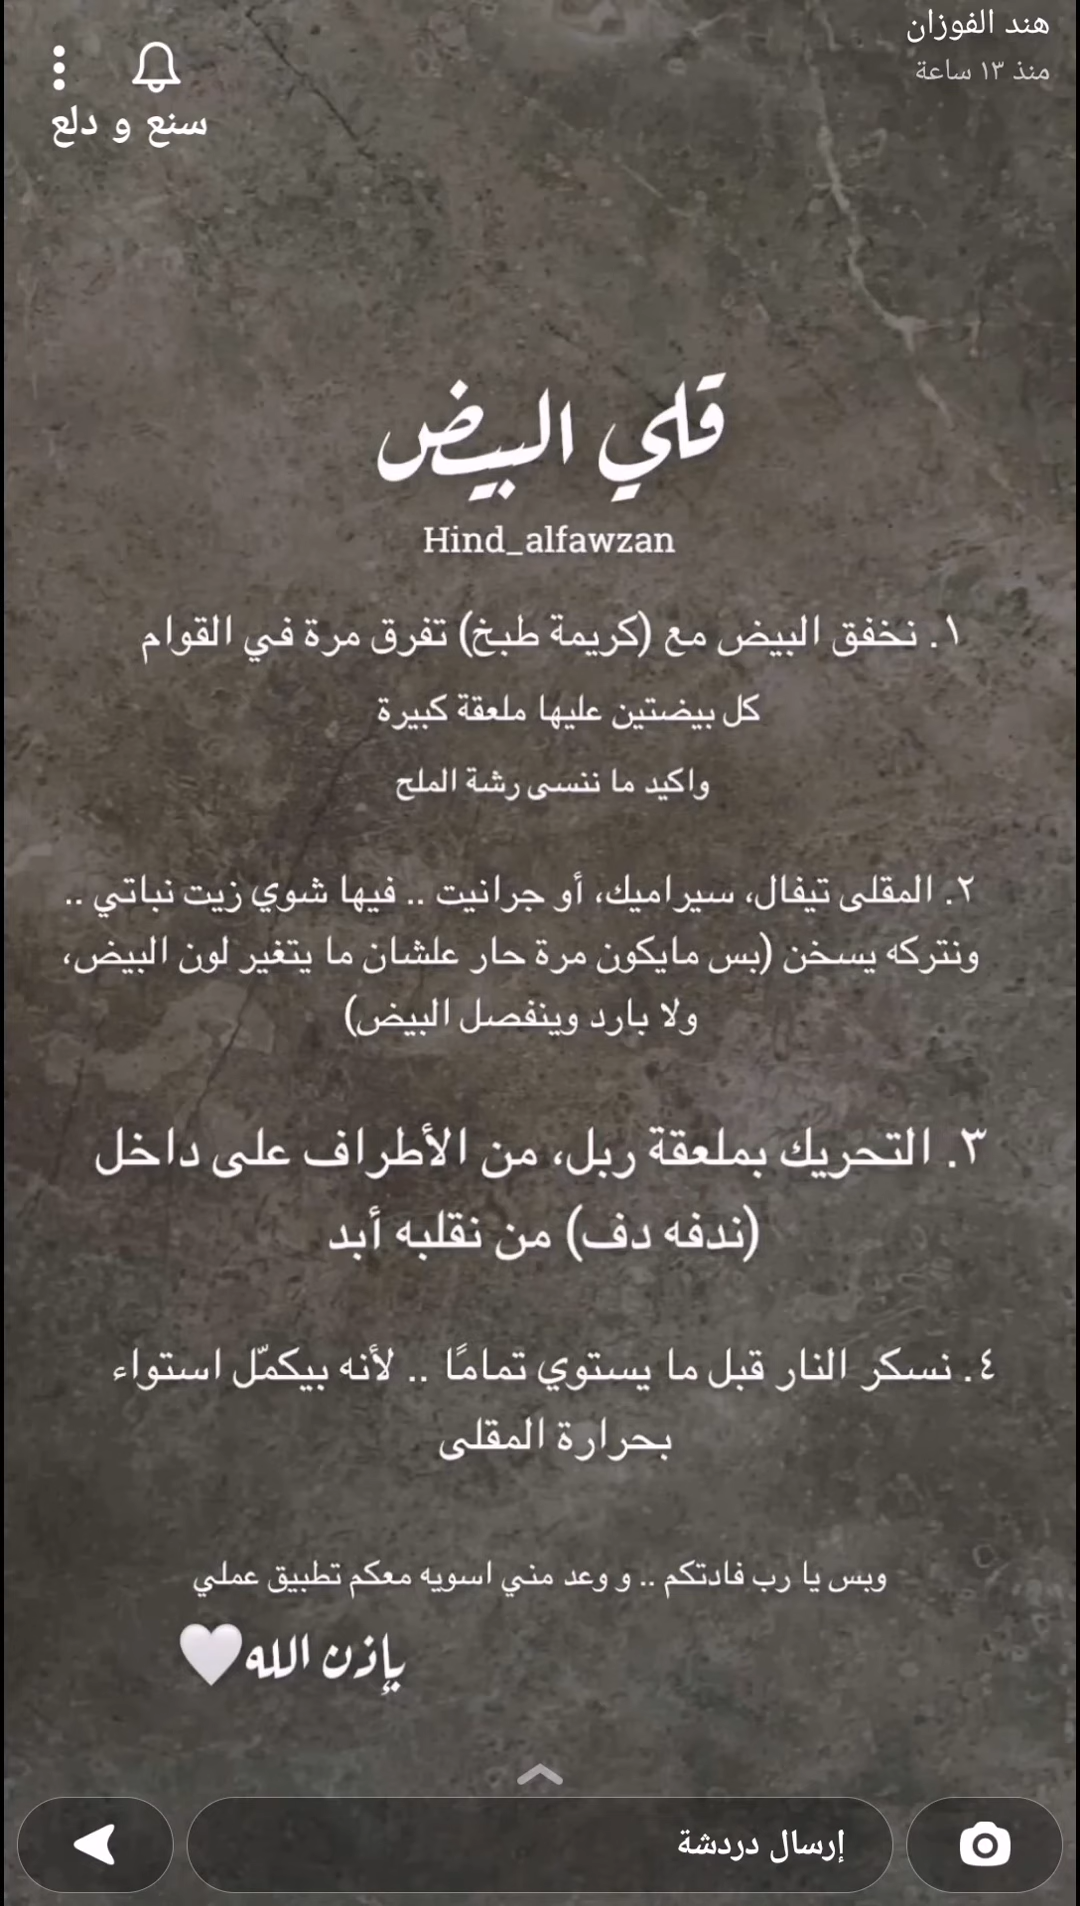 هند الفوزان
منذ ١٣ ساعة
سنع و دلع
قلي البيض
Hind_alfawzan
١. نخفق البيض مع (كريمة طبخ) تفرق مرة في القوام
كل بيضتين عليها ملعقة كبيرة
واكيد ما ننسى رشة الملح
٢. المقلى تيفال، سيراميك، أو جرانيت .. فيها شوي زيت نباتي ..
ونتركه يسخن (بس مايكون مرة حار علشان ما يتغير لون البيض،
ولا بارد وينفصل البيض)
٣. التحريك بملعقة ربل، من الأطراف على داخل
(ندفه دف) من نقلبه أبد
٤. نسكر النار قبل ما يستوي تمامًا .. لأنه بيكمّل استواء
بحرارة المقلى
وبس يا رب فادتكم .. و وعد مني اسويه معكم تطبيق عملي
بإذن الله🤍
إرسال دردشة